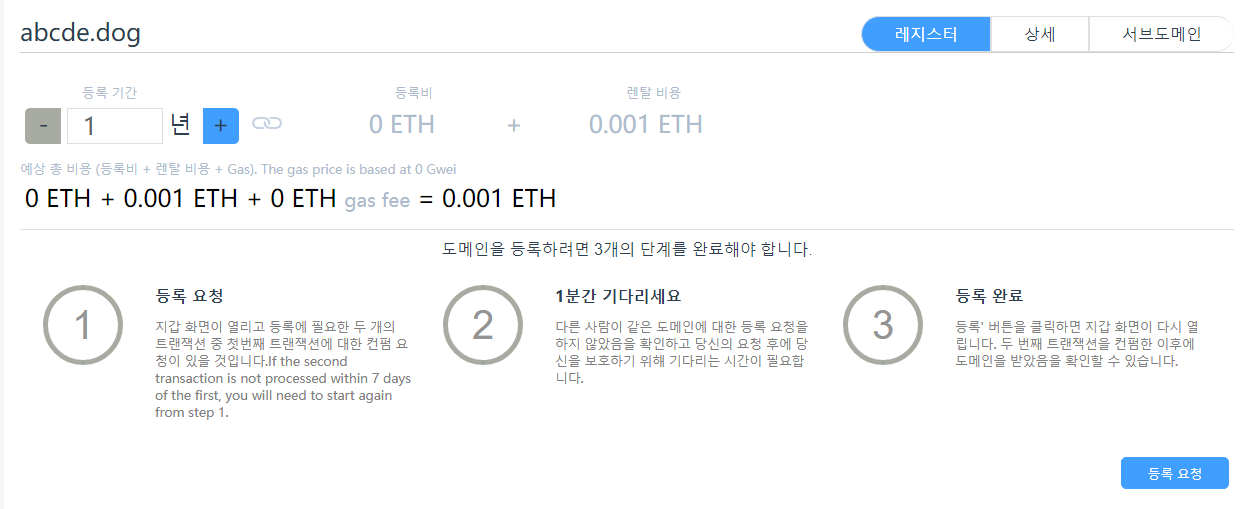 abcde.dog
레지스터 상세 서브도메인
등록 기간 등록비 렌탈 비용
- 1 년 + 0 ETH + 0.001 ETH
예상 총 비용 (등록비 + 렌탈 비용 + Gas). The gas price is based at 0 Gwei
0 ETH + 0.001 ETH + 0 ETH gas fee = 0.001 ETH
도메인을 등록하려면 3개의 단계를 완료해야 합니다.
1
등록 요청
지갑 화면이 열리고 등록에 필요한 두 개의
트랜잭션 중 첫번째 트랜잭션에 대한 컨펌 요
청이 있을 것입니다.If the second
transaction is not processed within 7 days
of the first, you will need to start again
from step 1.
2
1분간 기다리세요
다른 사람이 같은 도메인에 대한 등록 요청을
하지 않았음을 확인하고 당신의 요청 후에 당
신을 보호하기 위해 기다리는 시간이 필요합
니다.
3
등록 완료
등록' 버튼을 클릭하면 지갑 화면이 다시 열
립니다. 두 번째 트랜잭션을 컨펌한 이후에
도메인을 받았음을 확인할 수 있습니다.
등록 요청